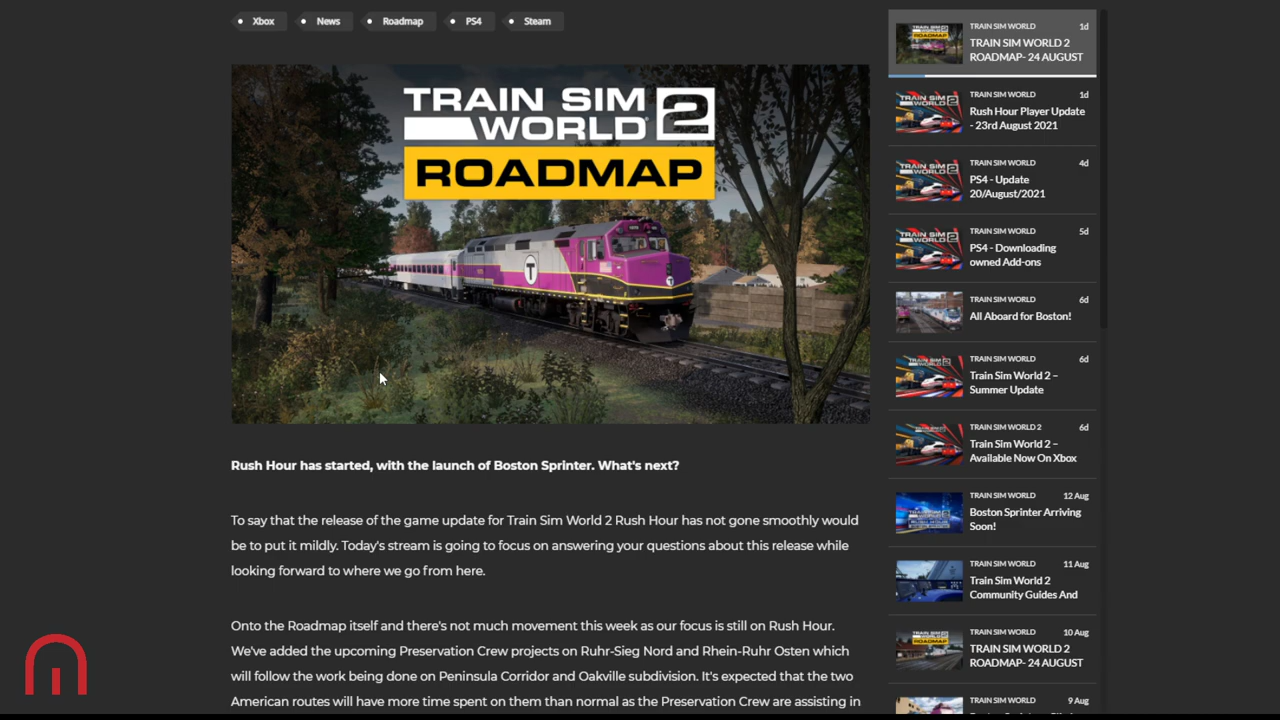 Xbox
News
Roadmap
PS4
Steam
TRAIN SIM
WORLD 2
ROADMAP
T
Rush Hour has started, with the launch of Boston Sprinter. What's next?
To say that the release of the game update for Train Sim World 2 Rush Hour has not gone smoothly would
be to put it mildly. Today's stream is going to focus on answering your questions about this release while
looking forward to where we go from here.
Onto the Roadmap itself and there's not much movement this week as our focus is still on Rush Hour.
We've added the upcoming Preservation Crew projects on Ruhr-Sieg Nord and Rhein-Ruhr Osten which
will follow the work being done on Peninsula Corridor and Oakville subdivision. It's expected that the two
American routes will have more time spent on them than normal as the Preservation Crew are assisting in
TRAIN SIM WORLD 1d
TRAIN SIM WORLD 2
ROADMAP- 24 AUGUST
TRAIN SIM WORLD 1d
Rush Hour Player Update
- 23rd August 2021
TRAIN SIM WORLD 4d
PS4 - Update
20/August/2021
TRAIN SIM WORLD 5d
PS4 - Downloading
owned Add-ons
TRAIN SIM WORLD 6d
All Aboard for Boston!
TRAIN SIM WORLD 6d
Train Sim World 2 –
Summer Update
TRAIN SIM WORLD 2 6d
Train Sim World 2 –
Available Now On Xbox
TRAIN SIM WORLD 12 Aug
Boston Sprinter Arriving
Soon!
TRAIN SIM WORLD 11 Aug
Train Sim World 2
Community Guides And
TRAIN SIM WORLD 10 Aug
TRAIN SIM WORLD 2
ROADMAP- 24 AUGUST
TRAIN SIM WORLD 9 Aug